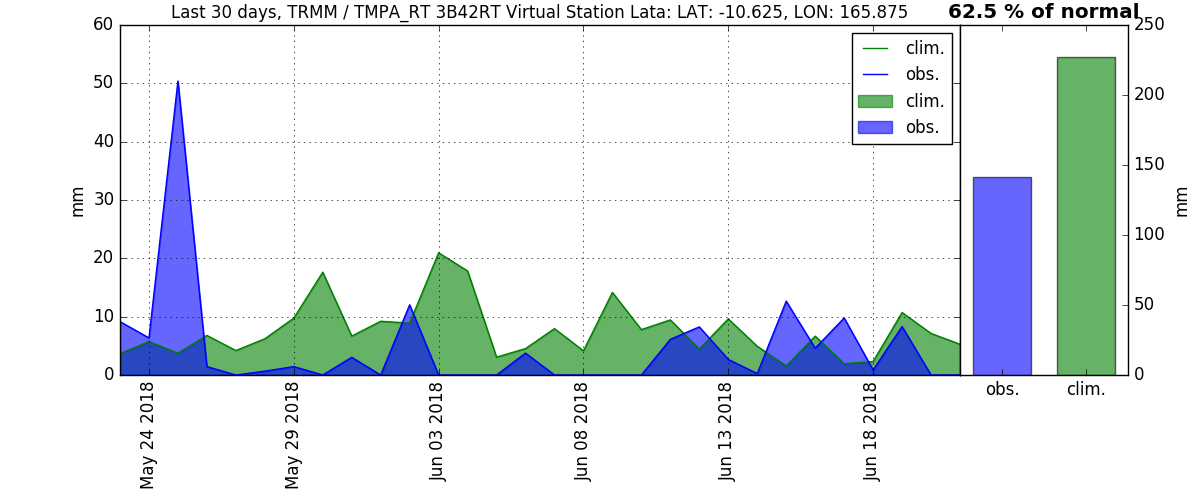 Last 30 days, TRMM / TMPA_RT 3B42RT Virtual Station Lata: LAT: -10.625, LON: 165.875
62.5 % of normal
60
50
40
30
20
10
0
mm
clim.
obs.
clim.
obs.
May 24 2018
May 29 2018
Jun 03 2018
Jun 08 2018
Jun 13 2018
Jun 18 2018
250
200
150
100
50
0
mm
obs.
clim.